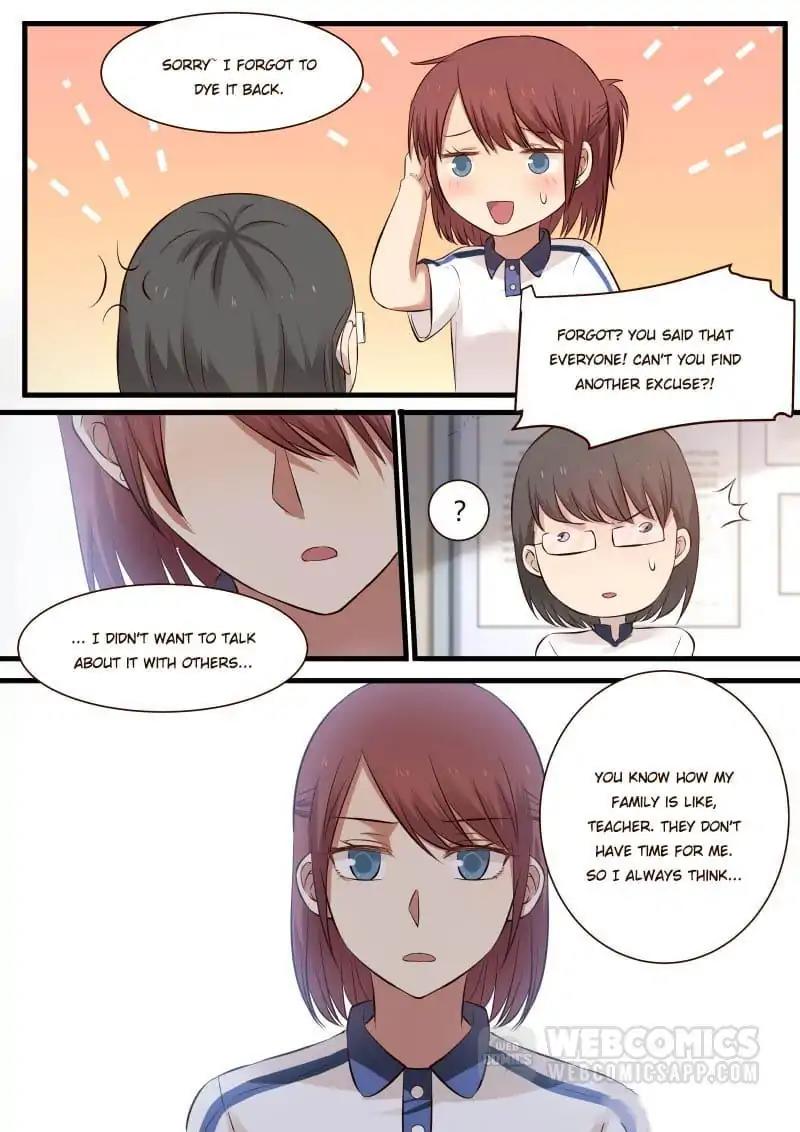 SORRY~ I FORGOT TO
DYE IT BACK.
FORGOT? YOU SAID THAT
EVERYONE! CAN'T YOU FIND
ANOTHER EXCUSE?!
?
... I DIDN'T WANT TO TALK
ABOUT IT WITH OTHERS...
YOU KNOW HOW MY
FAMILY IS LIKE,
TEACHER. THEY DON'T
HAVE TIME FOR ME.
SO I ALWAYS THINK...
WEB
COMICS
WEBCOMICS
WEBCOMICSAPP.COM